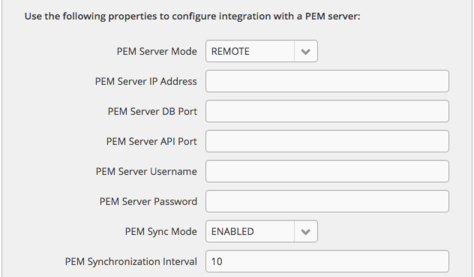 Use the following properties to configure integration with a PEM server:
PEM Server Mode REMOTE
PEM Server IP Address
PEM Server DB Port
PEM Server API Port
PEM Server Username
PEM Server Password
PEM Sync Mode ENABLED
PEM Synchronization Interval 10